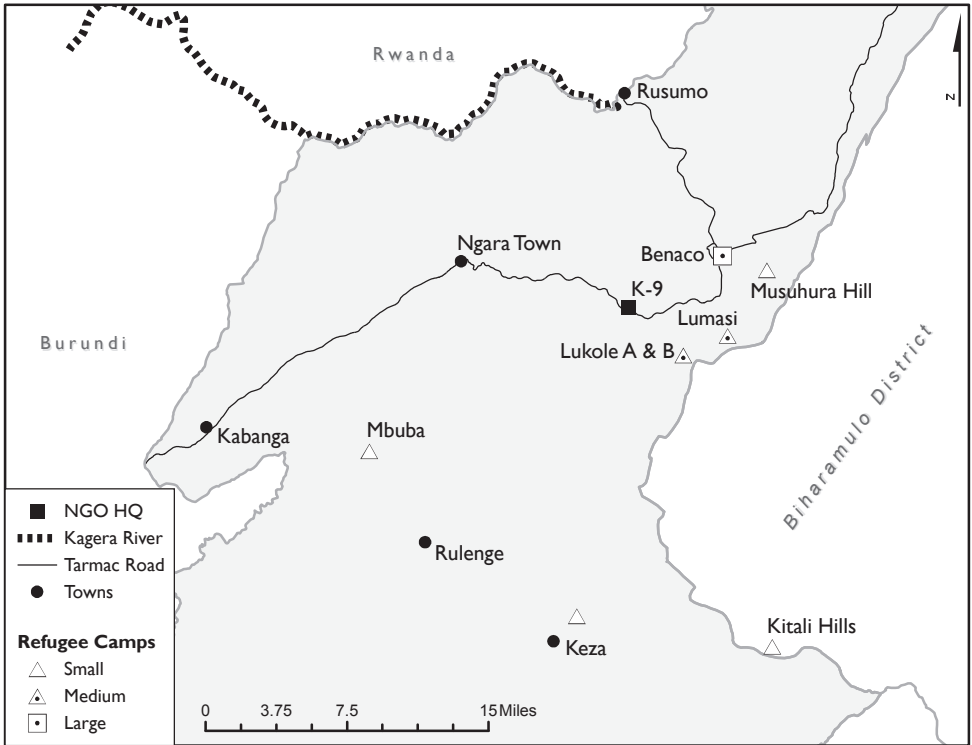 Rwanda
Rusumo
Z
Ngara Town
Benaco
K-9
Musuhura Hill
Lumasi
Burundi
Lukole A & B
Biharamulo District
Kabanga
Mbuba
NGO HQ
Kagera River
Tarmac Road
Towns
Rulenge
Refugee Camps
Small
Medium
Large
Keza
Kitali Hills
0 3.75 7.5 15 Miles